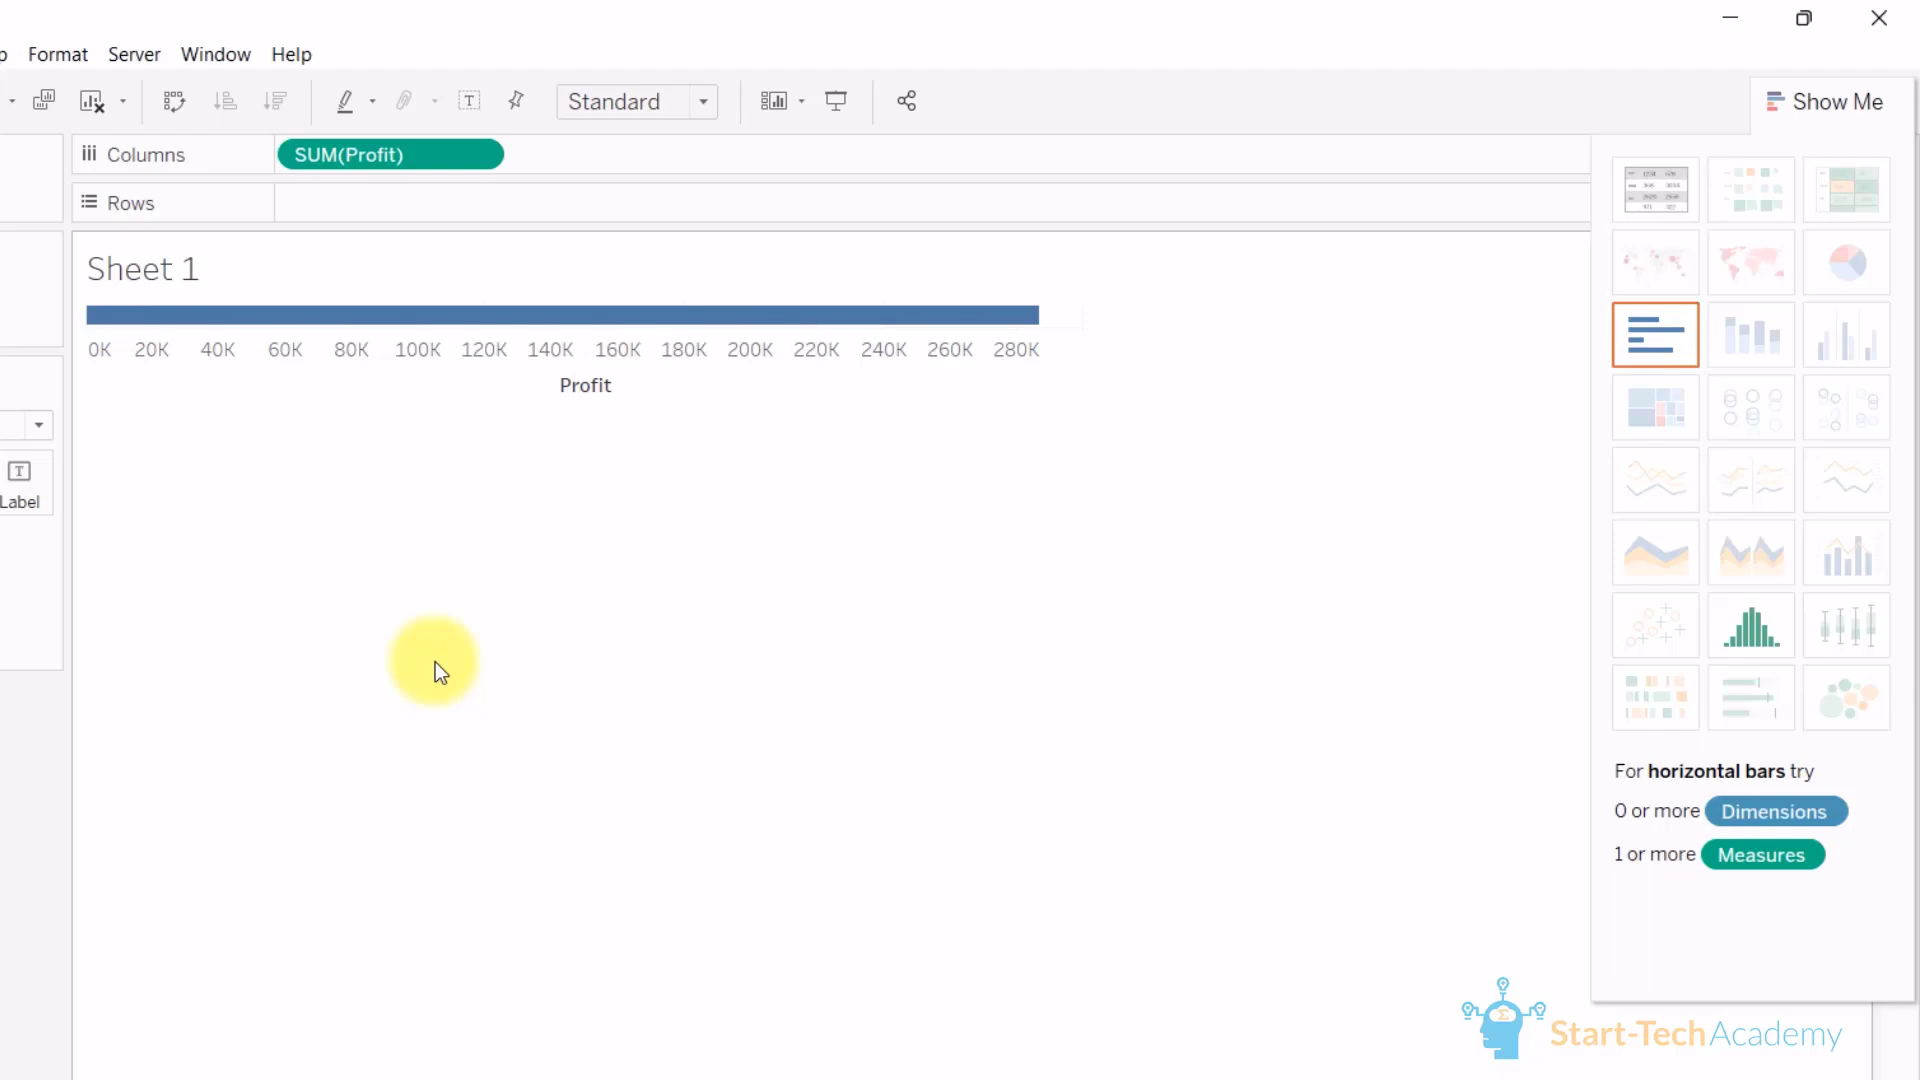 Format Server Window Help
Standard
Show Me
Columns SUM(Profit)
Rows
Sheet 1
0K 20K 40K 60K 80K 100K 120K 140K 160K 180K 200K 220K 240K 260K 280K
Profit
Label
For horizontal bars try
0 or more Dimensions
1 or more Measures
Start-Tech Academy